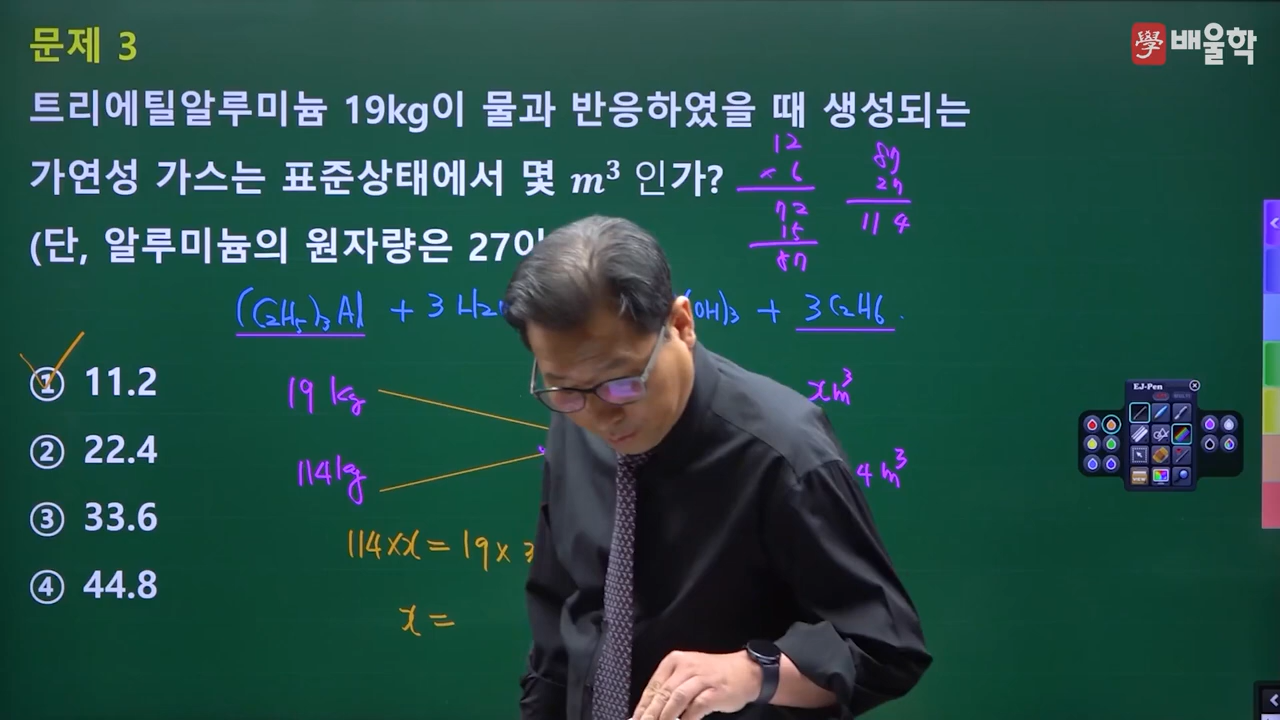 문제 3
學 배울학
트리에틸알루미늄 19kg이 물과 반응하였을 때 생성되는
가연성 가스는 표준상태에서 몇 m³ 인가?
(단, 알루미늄의 원자량은 27이
12
× 6
72
15
87
87
27
114
(C2H5)3Al + 3H2 (OH)3 + 3C2H6.
① 11.2
② 22.4
③ 33.6
④ 44.8
19 kg xm³
114kg 4 m³
114×x = 19× 3
x =
EJ-Pen
VIEW